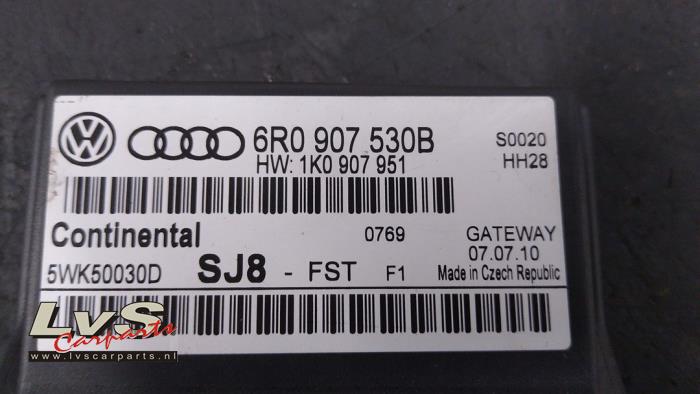 VW 6R0 907 530B S0020
HW: 1K0 907 951 HH28
Continental 0769 GATEWAY
07.07.10
5WK50030D SJ8 - FST F1 Made in Czech Republic
LvS
Carparts
www.lvscarparts.nl